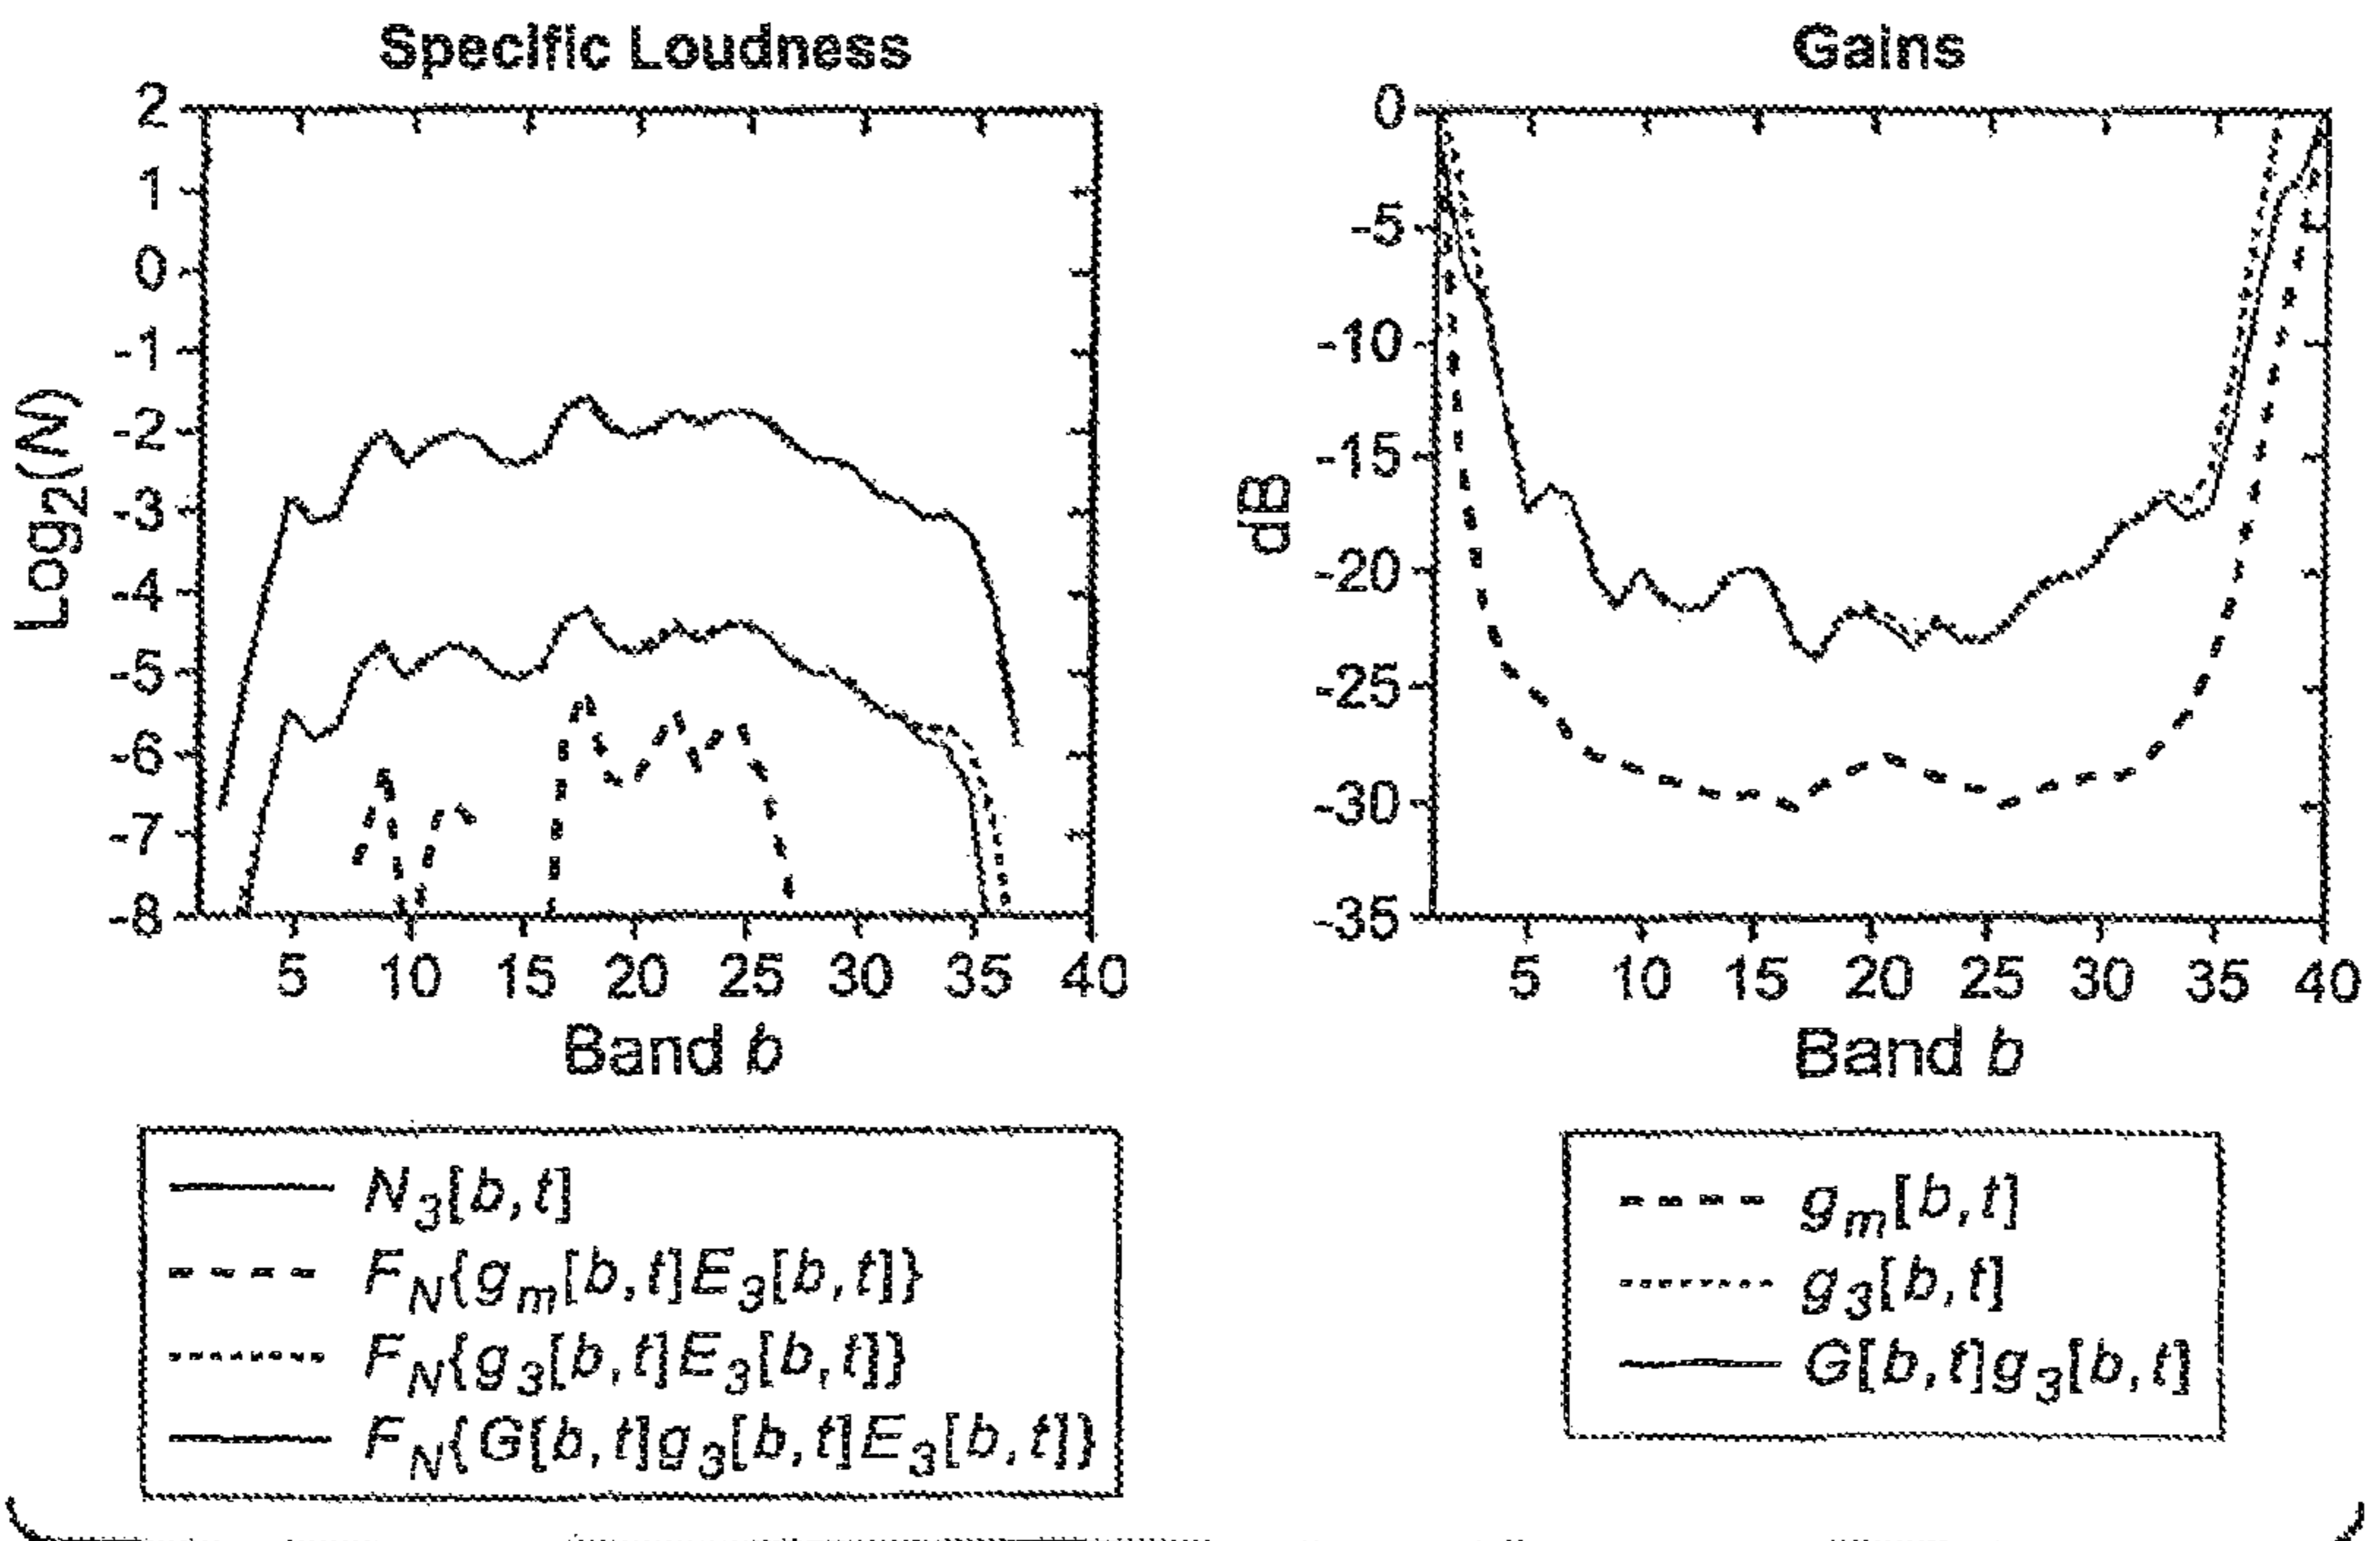 Specific Loudness
2
1
0
-1
-2
-3
-4
-5
-6
-7
-8
Log2(N)
5 10 15 20 25 30 35 40
Band b
N3[b,t]
FN{gm[b,t]E3[b,t]}
FN{g3[b,t]E3[b,t]}
FN{G[b,t]g3[b,t]E3[b,t]}
Gains
0
-5
-10
-15
-20
-25
-30
-35
dB
5 10 15 20 25 30 35 40
Band b
gm[b,t]
g3[b,t]
G[b,t]g3[b,t]